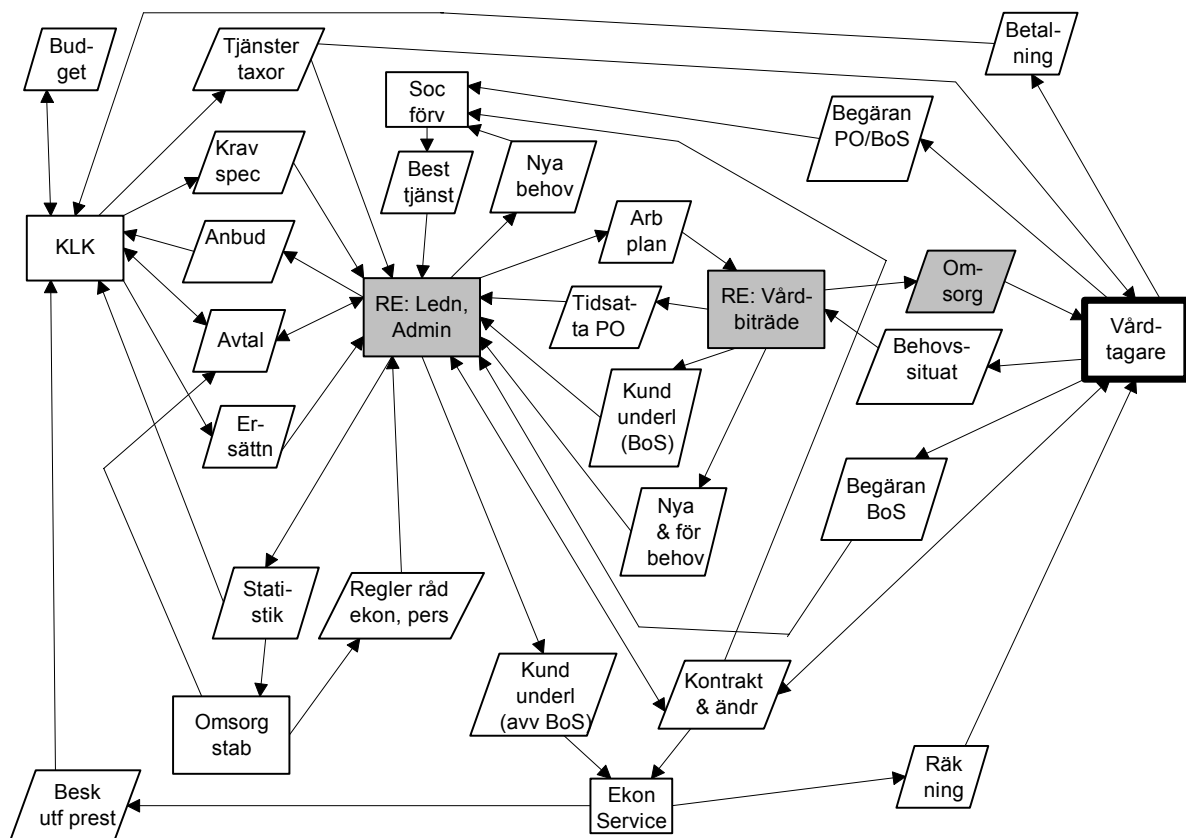 Bud-
get
Tjänster
taxor
Betal-
ning
Soc
förv
Begäran
PO/BoS
Krav
spec
Best
tjänst
Nya
behov
KLK
Anbud
Arb
plan
RE: Ledn,
Admin
Tidsat-
ta PO
RE: Vård-
biträde
Om-
sorg
Vård-
tagare
Avtal
Behovs-
situat
Kund
underl
(BoS)
Er-
sättn
Begäran
BoS
Nya
& för
behov
Stati-
stik
Regler råd
ekon, pers
Kund
underl
(avv BoS)
Kontrakt
& ändr
Omsorg
stab
Räk
ning
Besk
utf prest
Ekon
Service